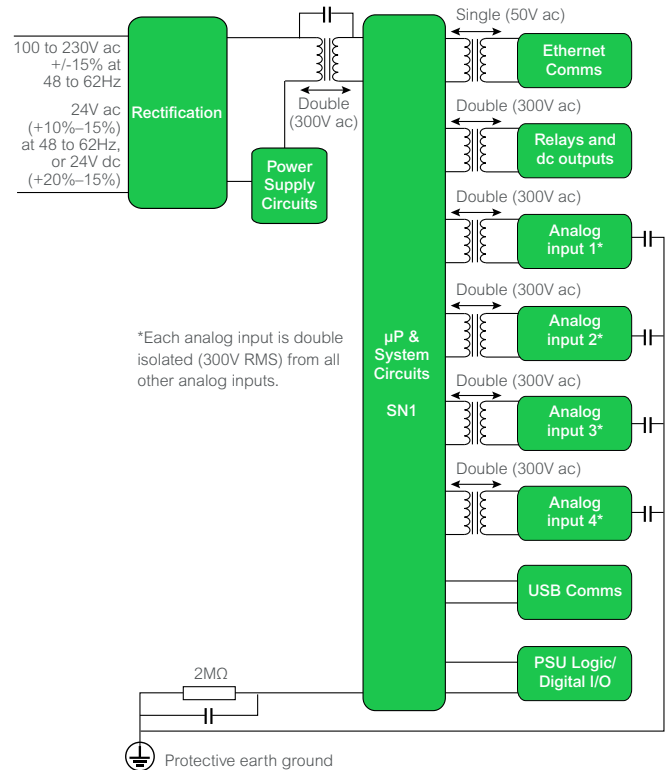 100 to 230V ac
+/-15% at
48 to 62Hz
24V ac
(+10%–15%)
at 48 to 62Hz,
or 24V dc
(+20%–15%)
Rectification
Double
(300V ac)
Power
Supply
Circuits
*Each analog input is double
isolated (300V RMS) from all
other analog inputs.
µP &
System
Circuits
SN1
Single (50V ac)
Ethernet
Comms
Double (300V ac)
Relays and
dc outputs
Double (300V ac)
Analog
input 1*
Double (300V ac)
Analog
input 2*
Double (300V ac)
Analog
input 3*
Double (300V ac)
Analog
input 4*
USB Comms
PSU Logic/
Digital I/O
2MΩ
Protective earth ground